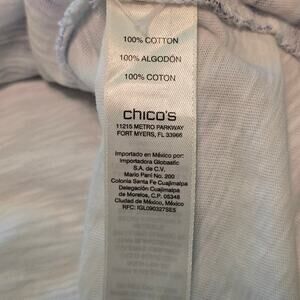 100% COTTON
100% ALGODÓN
100% COTON
chico's
11215 METRO PARKWAY
FORT MYERS, FL 33966
Importado en México por:
Importadora Globastic
S.A. de C.V.
Mario Pani No. 200
Colonia Santa Fe Cuajimalpa
Delegación Cuajimalpa
de Morelos, C.P. 05348
Ciudad de México, México
RFC: IGL090327SE5